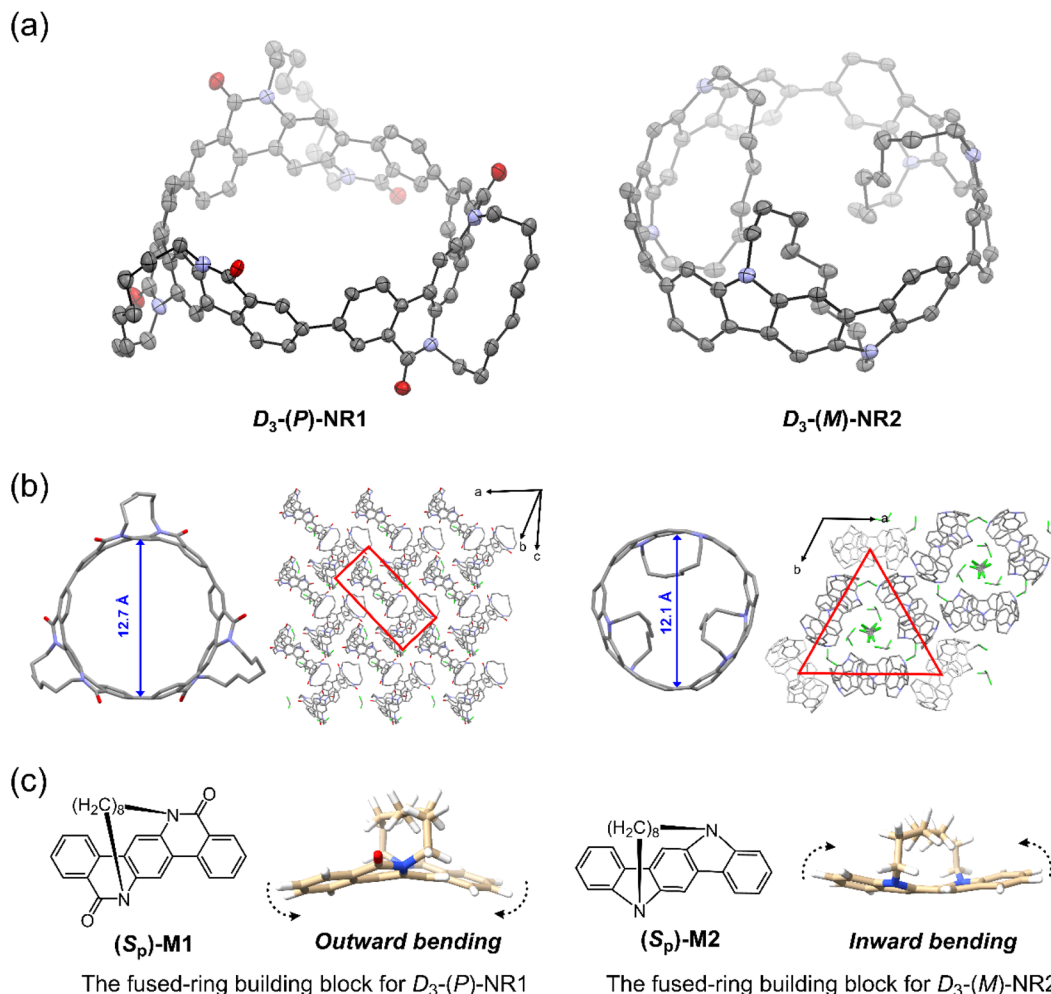 (a)
D₃-(P)-NR1
D₃-(M)-NR2
(b)
12.7 Å
a
b
c
12.1 Å
a
b
(c)
(H₂C)₈
N
O
N
O
(Sₚ)-M1
Outward bending
(H₂C)₈
N
N
(Sₚ)-M2
Inward bending
The fused-ring building block for D₃-(P)-NR1
The fused-ring building block for D₃-(M)-NR2